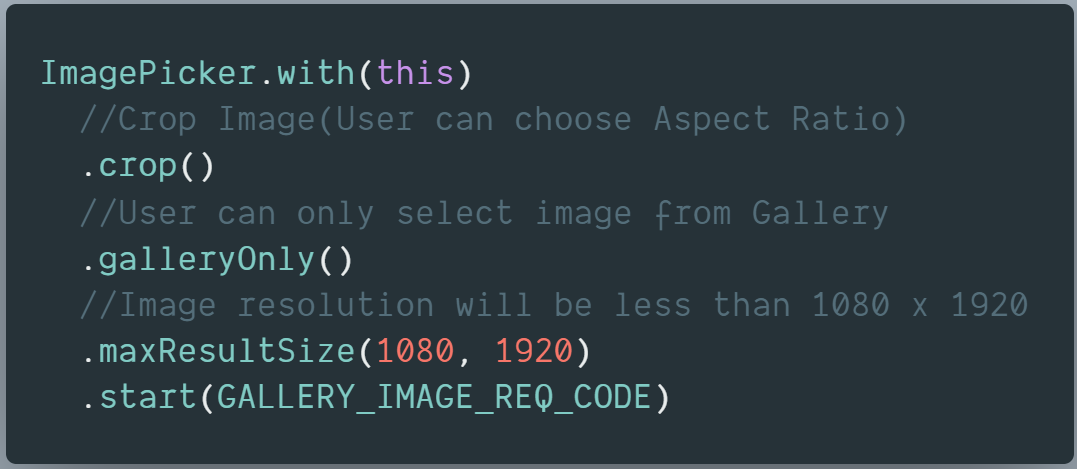 ImagePicker.with(this)
//Crop Image(User can choose Aspect Ratio)
.crop()
//User can only select image from Gallery
.galleryOnly()
//Image resolution will be less than 1080 x 1920
.maxResultSize(1080, 1920)
.start(GALLERY_IMAGE_REQ_CODE)